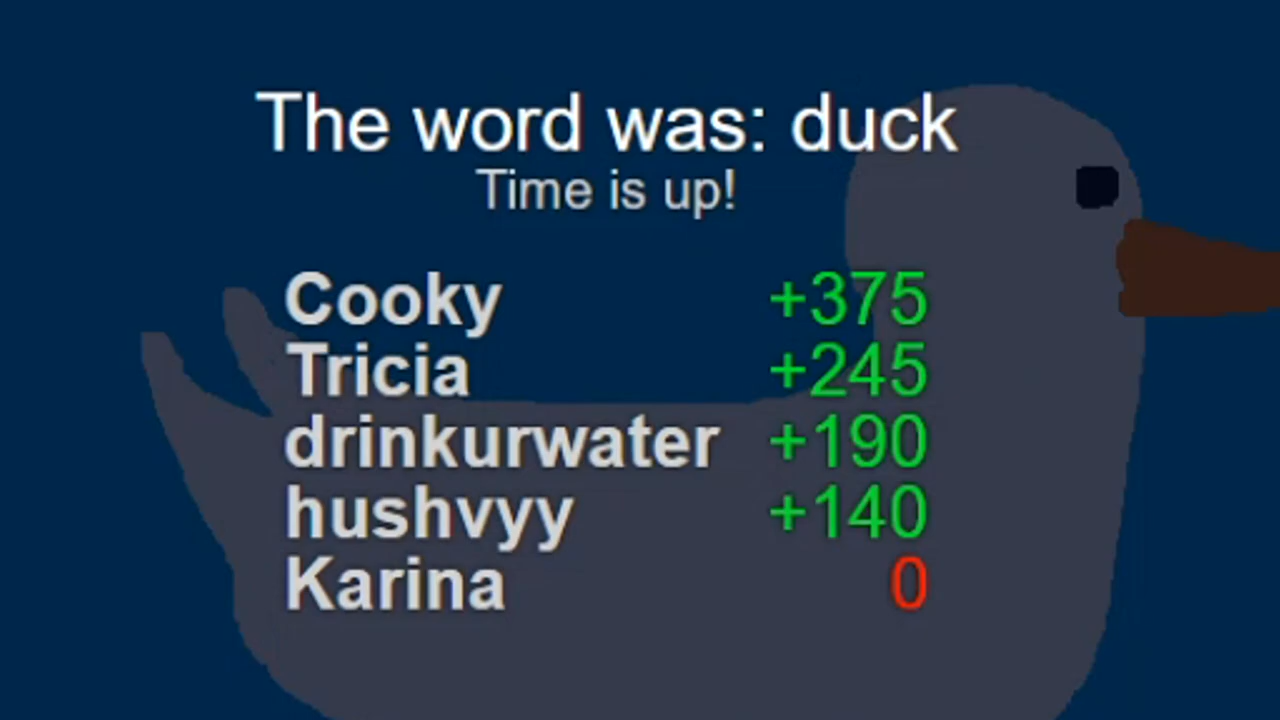 The word was: duck
Time is up!
Cooky +375
Tricia +245
drinkurwater +190
hushvyy +140
Karina 0